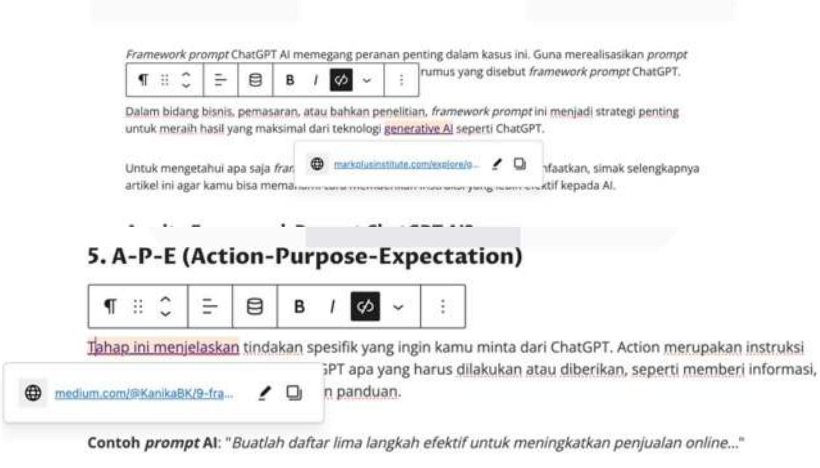 Framework prompt ChatGPT AI memegang peranan penting dalam kasus ini. Guna merealisasikan prompt
rumus yang disebut framework prompt ChatGPT.
B I
Dalam bidang bisnis, pemasaran, atau bahkan penelitian, framework prompt ini menjadi strategi penting
untuk meraih hasil yang maksimal dari teknologi generative AI seperti ChatGPT.
markplusinstitute.com/explore/g...
Untuk mengetahui apa saja simak selengkapnya
artikel ini agar kamu bisa kepada AI.
5. A-P-E (Action-Purpose-Expectation)
B I
Tahap ini menjelaskan tindakan spesifik yang ingin kamu minta dari ChatGPT. Action merupakan instruksi
apa yang harus dilakukan atau diberikan, seperti memberi informasi,
medium.com/@KanikaBK/9-fra...
panduan.
Contoh prompt AI: "Buatlah daftar lima langkah efektif untuk meningkatkan penjualan online..."